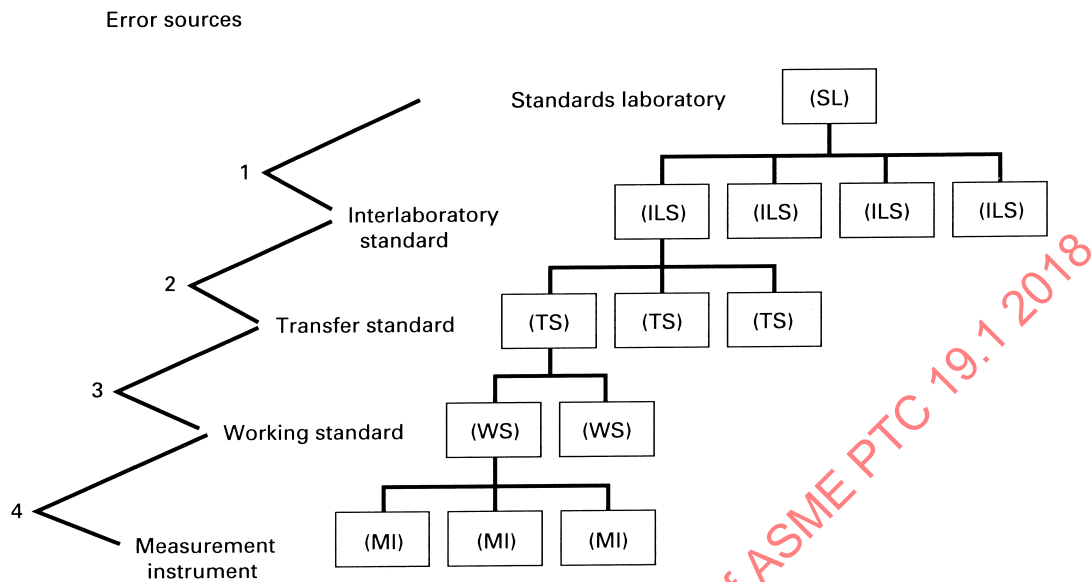 Error sources
Standards laboratory
(SL)
1
(ILS) (ILS) (ILS) (ILS)
Interlaboratory
standard
2
Transfer standard
(TS) (TS) (TS)
3
Working standard
(WS) (WS)
4
(MI) (MI) (MI)
Measurement
instrument
f ASME PTC 19.1 2018